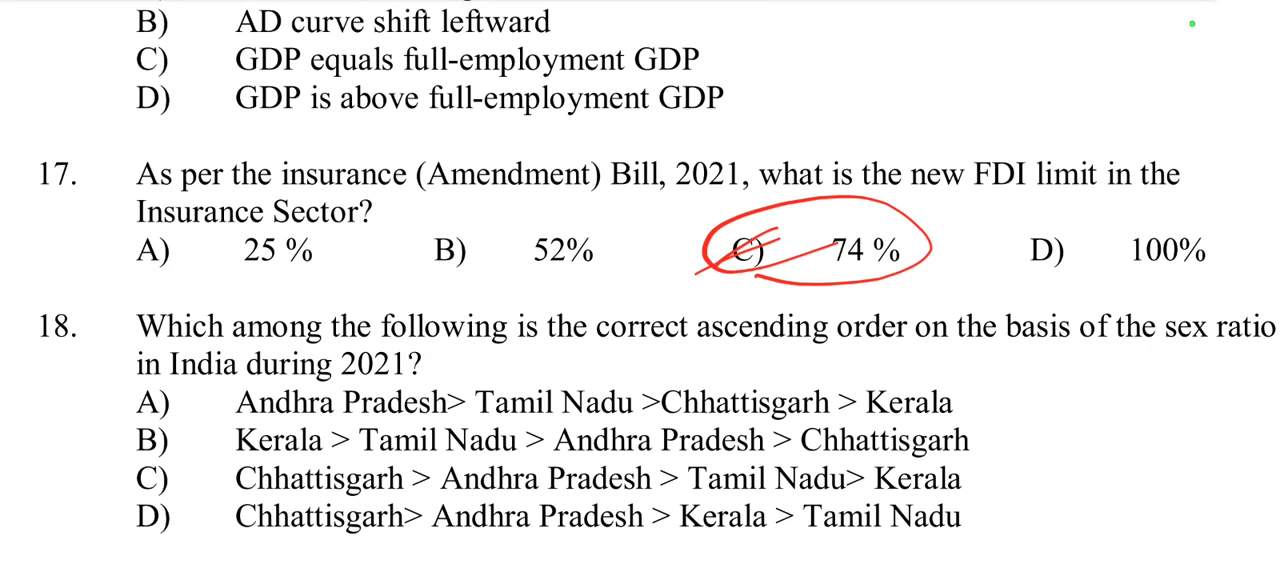 B) AD curve shift leftward
C) GDP equals full-employment GDP
D) GDP is above full-employment GDP
17. As per the insurance (Amendment) Bill, 2021, what is the new FDI limit in the
Insurance Sector?
A) 25 % B) 52% C) 74 % D) 100%
18. Which among the following is the correct ascending order on the basis of the sex ratio
in India during 2021?
A) Andhra Pradesh> Tamil Nadu >Chhattisgarh > Kerala
B) Kerala > Tamil Nadu > Andhra Pradesh > Chhattisgarh
C) Chhattisgarh > Andhra Pradesh > Tamil Nadu> Kerala
D) Chhattisgarh> Andhra Pradesh > Kerala > Tamil Nadu